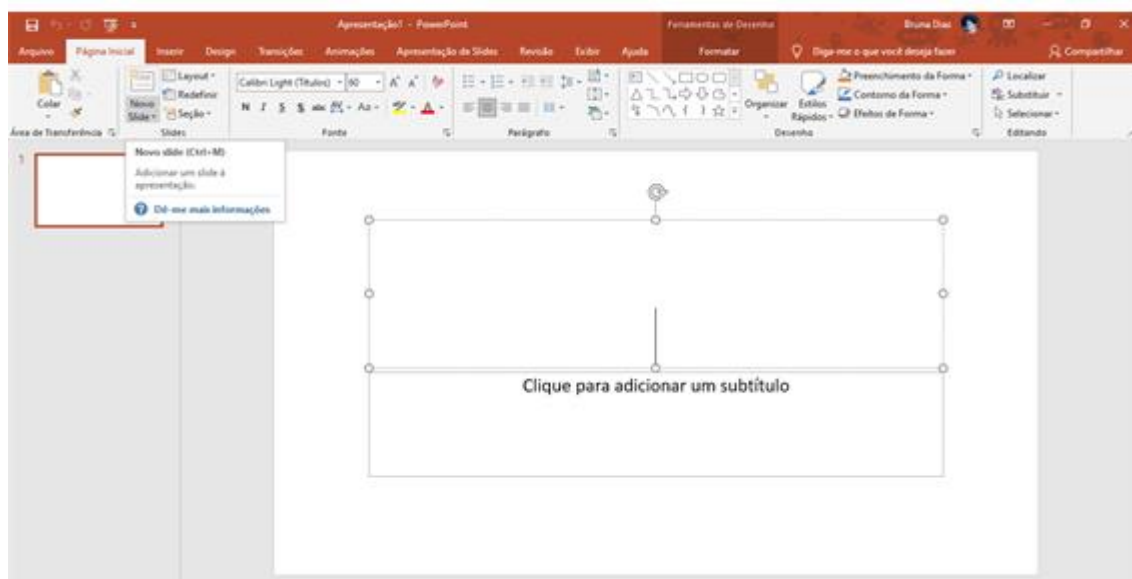 Apresentação1 - PowerPoint
Ferramentas de Desenho
Bruna Dias
Arquivo
Página Inicial
Inserir
Design
Transições
Animações
Apresentação de Slides
Revisão
Exibir
Ajuda
Formatar
Diga-me o que você deseja fazer
Compartilhar
Colar
Novo
Slide
Layout
Redefinir
Seção
Calibri Light (Títulos)
60
Organizar
Estilos
Rápidos
Preenchimento da Forma
Contorno da Forma
Efeitos de Forma
Localizar
Substituir
Selecionar
Área de Transferência
Slides
Fonte
Parágrafo
Desenho
Editando
1
Novo slide (Ctrl+M)
Adicionar um slide à
apresentação.
Dê-me mais informações
Clique para adicionar um subtítulo